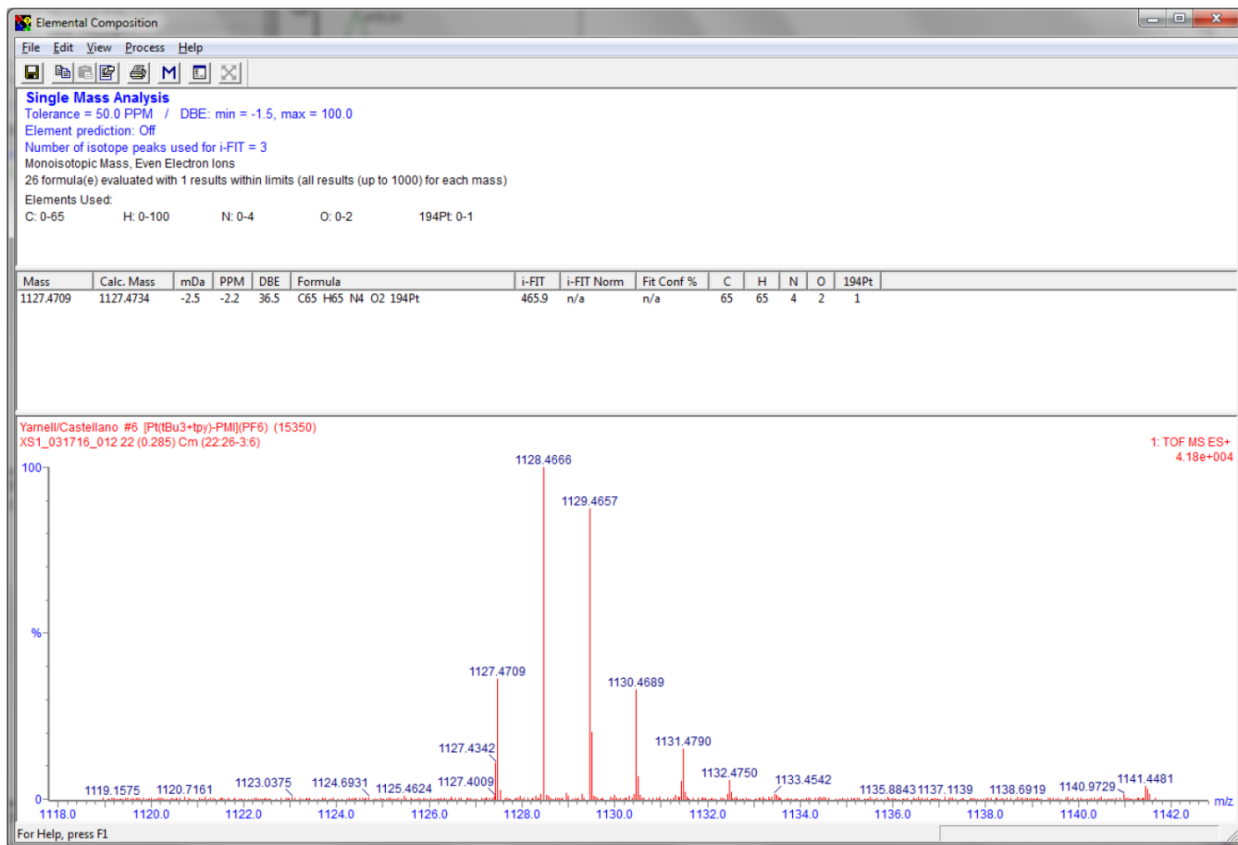 Elemental Composition
File Edit View Process Help
M
Single Mass Analysis
Tolerance = 50.0 PPM / DBE: min = -1.5, max = 100.0
Element prediction: Off
Number of isotope peaks used for i-FIT = 3
Monoisotopic Mass, Even Electron Ions
26 formula(e) evaluated with 1 results within limits (all results (up to 1000) for each mass)
Elements Used:
C: 0-65 H: 0-100 N: 0-4 O: 0-2 194Pt: 0-1
Mass Calc. Mass mDa PPM DBE Formula i-FIT i-FIT Norm Fit Conf % C H N O 194Pt
1127.4709 1127.4734 -2.5 -2.2 36.5 C65 H65 N4 O2 194Pt 465.9 n/a n/a 65 65 4 2 1
Yarnell/Castellano #6 [Pt(tBu3+tpy)-PMI](PF6) (15350)
XS1_031716_012 22 (0.285) Cm (22:26-3:6)
1: TOF MS ES+
4.18e+004
100
%
0
1128.4666
1129.4657
1127.4709
1130.4689
1127.4342
1131.4790
1119.1575
1120.7161
1123.0375
1124.6931
1125.4624
1127.4009
1132.4750
1133.4542
1135.8843
1137.1139
1138.6919
1140.9729
1141.4481
m/z
1118.0 1120.0 1122.0 1124.0 1126.0 1128.0 1130.0 1132.0 1134.0 1136.0 1138.0 1140.0 1142.0
For Help, press F1